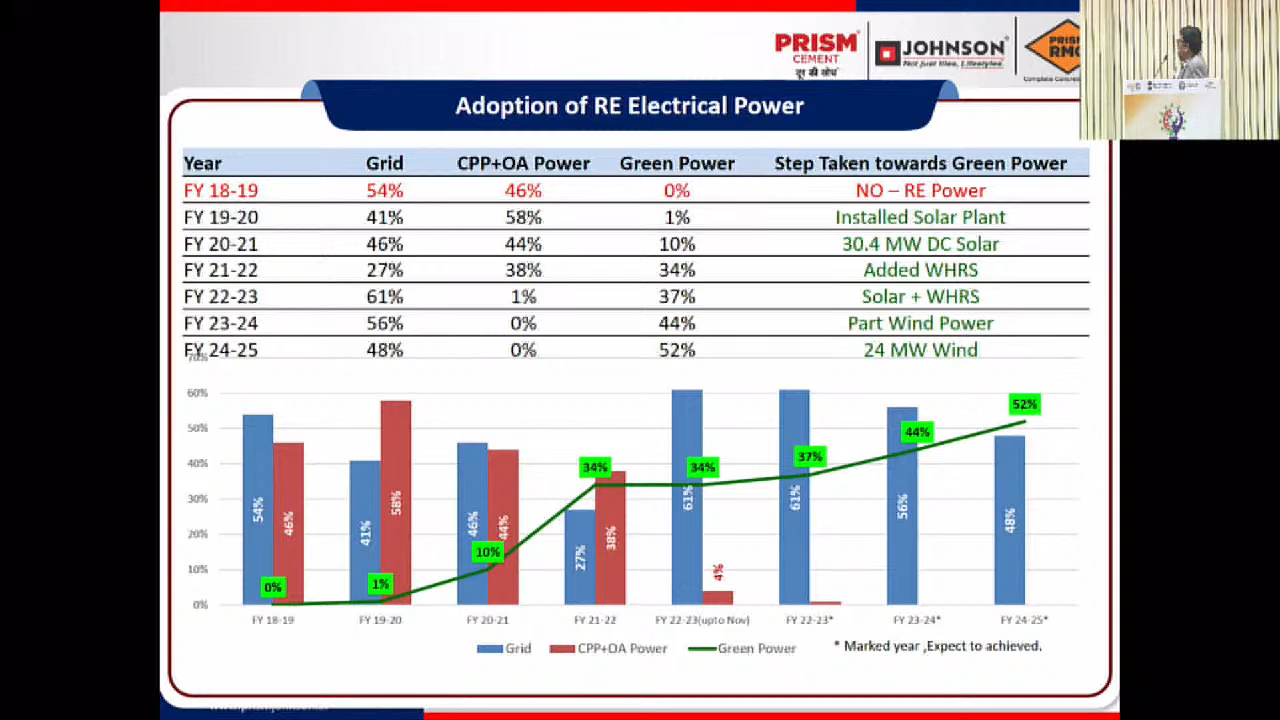 PRISM
CEMENT
दूर की सोच
JOHNSON
Not just tiles, Lifestyles.
PRISM
RMC
Complete Concrete
Adoption of RE Electrical Power
Year Grid CPP+OA Power Green Power Step Taken towards Green Power
FY 18-19 54% 46% 0% NO – RE Power
FY 19-20 41% 58% 1% Installed Solar Plant
FY 20-21 46% 44% 10% 30.4 MW DC Solar
FY 21-22 27% 38% 34% Added WHRS
FY 22-23 61% 1% 37% Solar + WHRS
FY 23-24 56% 0% 44% Part Wind Power
FY 24-25 48% 0% 52% 24 MW Wind
70%
60%
50%
40%
30%
20%
10%
0%
54% 46% 0%
41% 58% 1%
46% 44% 10%
27% 38% 34%
61% 4% 34%
61% 37%
56% 44%
48% 52%
FY 18-19 FY 19-20 FY 20-21 FY 21-22 FY 22-23(upto Nov) FY 22-23* FY 23-24* FY 24-25*
Grid CPP+OA Power Green Power
* Marked year ,Expect to achieved.